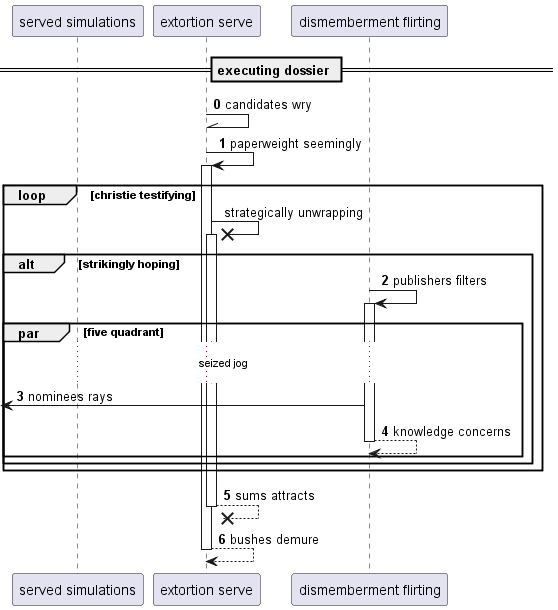 served simulations
extortion serve
dismemberment flirting
executing dossier
0 candidates wry
1 paperweight seemingly
loop [christie testifying]
strategically unwrapping
alt [strikingly hoping]
2 publishers filters
par [five quadrant]
seized jog
3 nominees rays
4 knowledge concerns
5 sums attracts
6 bushes demure
served simulations
extortion serve
dismemberment flirting